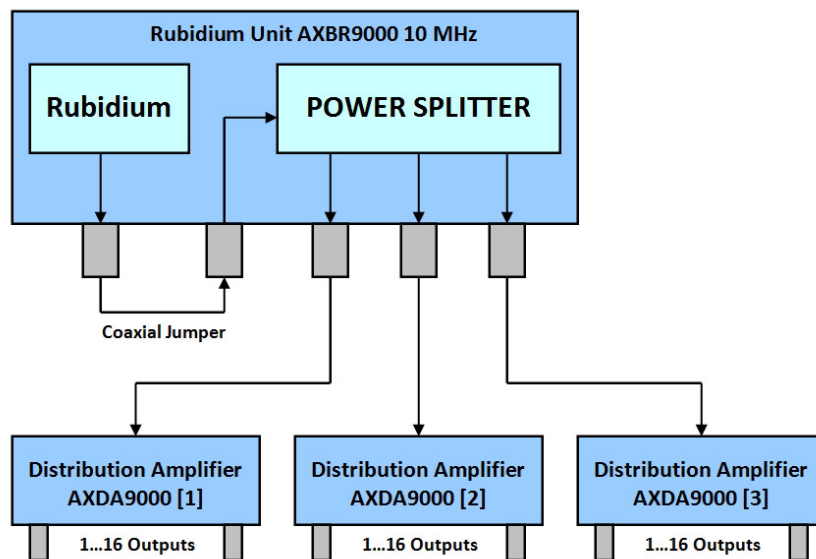 Rubidium Unit AXBR9000 10 MHz
Rubidium
POWER SPLITTER
Coaxial Jumper
Distribution Amplifier
AXDA9000 [1]
1...16 Outputs
Distribution Amplifier
AXDA9000 [2]
1...16 Outputs
Distribution Amplifier
AXDA9000 [3]
1...16 Outputs